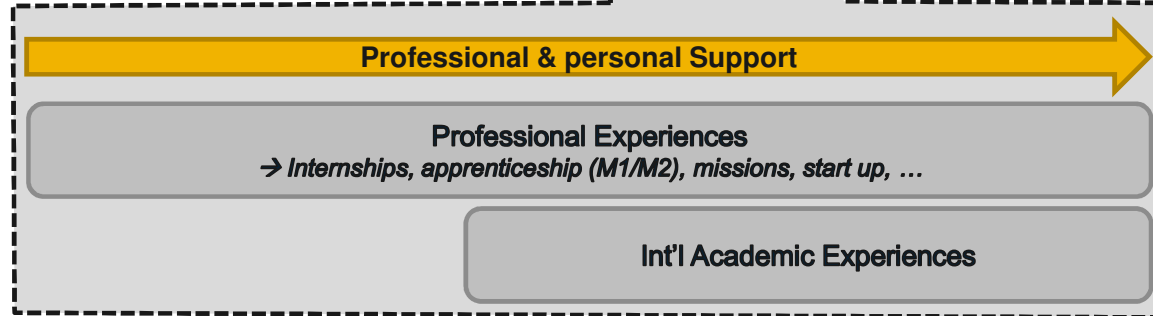 Professional & personal Support
Professional Experiences
→ Internships, apprenticeship (M1/M2), missions, start up, …
Int'l Academic Experiences